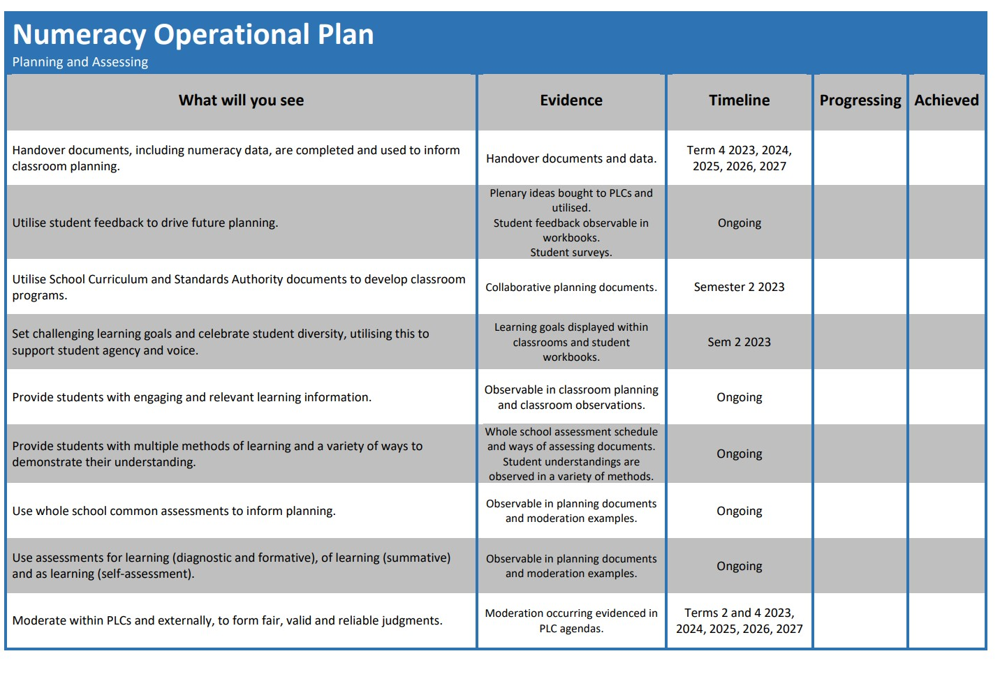 Numeracy Operational Plan
Planning and Assessing
What will you see
Evidence
Timeline
Progressing
Achieved
Handover documents, including numeracy data, are completed and used to inform
classroom planning.
Handover documents and data.
Term 4 2023, 2024,
2025, 2026, 2027
Utilise student feedback to drive future planning.
Plenary ideas bought to PLCs and
utilised.
Student feedback observable in
workbooks.
Student surveys.
Ongoing
Utilise School Curriculum and Standards Authority documents to develop classroom
programs.
Collaborative planning documents.
Semester 2 2023
Set challenging learning goals and celebrate student diversity, utilising this to
support student agency and voice.
Learning goals displayed within
classrooms and student
workbooks.
Sem 2 2023
Provide students with engaging and relevant learning information.
Observable in classroom planning
and classroom observations.
Ongoing
Provide students with multiple methods of learning and a variety of ways to
demonstrate their understanding.
Whole school assessment schedule
and ways of assessing documents.
Student understandings are
observed in a variety of methods.
Ongoing
Use whole school common assessments to inform planning.
Observable in planning documents
and moderation examples.
Ongoing
Use assessments for learning (diagnostic and formative), of learning (summative)
and as learning (self-assessment).
Observable in planning documents
and moderation examples.
Ongoing
Moderate within PLCs and externally, to form fair, valid and reliable judgments.
Moderation occurring evidenced in
PLC agendas.
Terms 2 and 4 2023,
2024, 2025, 2026, 2027